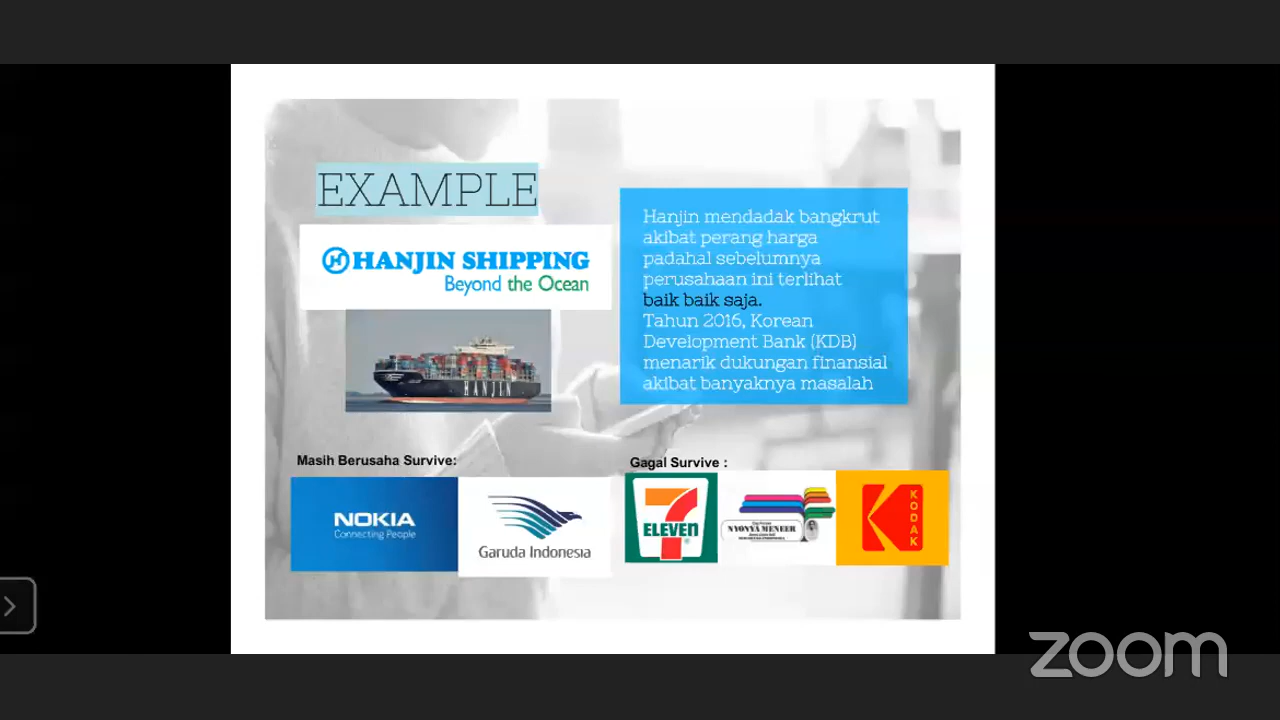 EXAMPLE
HANJIN SHIPPING
Beyond the Ocean
HANJIN
Hanjin mendadak bangkrut
akibat perang harga
padahal sebelumnya
perusahaan ini terlihat
baik baik saja.
Tahun 2016, Korean
Development Bank (KDB)
menarik dukungan finansial
akibat banyaknya masalah
Masih Berusaha Survive:
NOKIA
Connecting People
Garuda Indonesia
Gagal Survive :
7
ELEVEN
NYONYA MENEER
KODAK
zoom